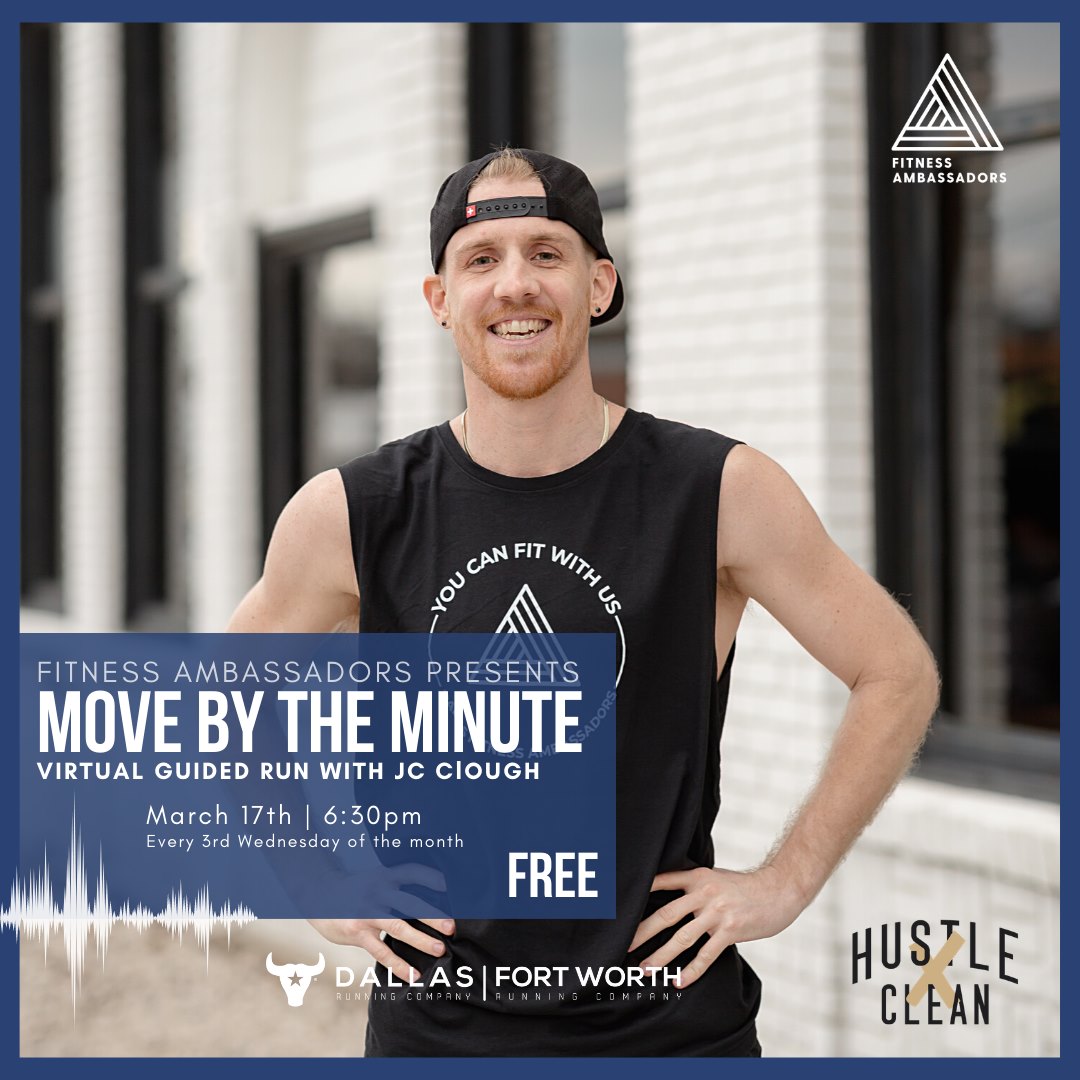 FITNESS
AMBASSADORS
YOU CAN FIT WITH US
FITNESS AMBASSADORS PRESENTS
MOVE BY THE MINUTE
VIRTUAL GUIDED RUN WITH JC ClOUGH
FITNESS AMBASSADORS
March 17th | 6:30pm
Every 3rd Wednesday of the month
FREE
DALLAS | FORT WORTH
RUNNING COMPANY RUNNING COMPANY
HUSTLE
X
CLEAN